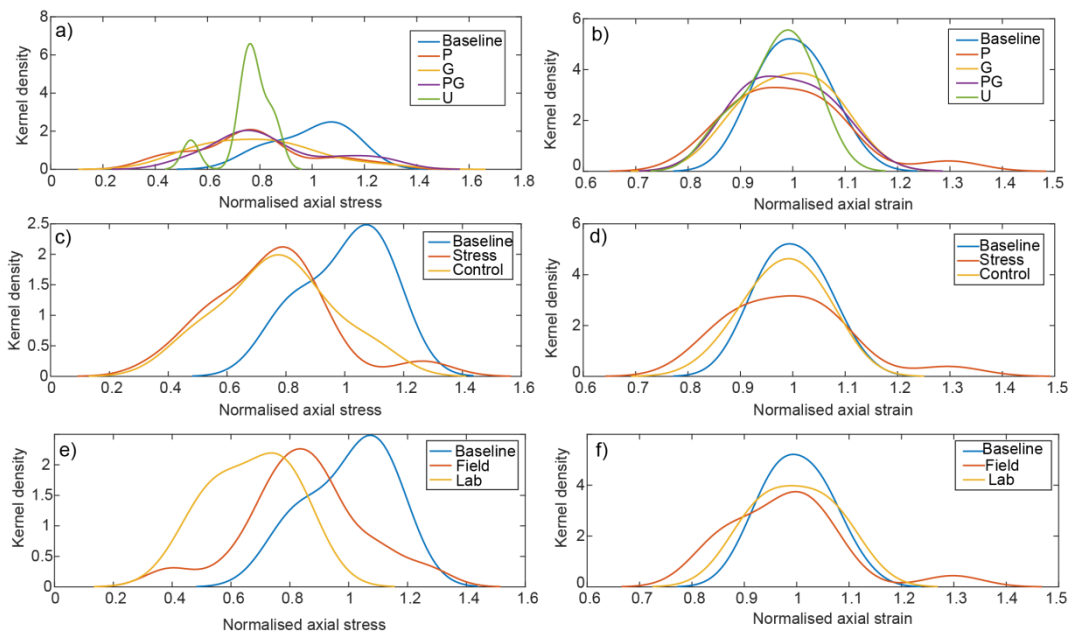 a)
8
6
4
2
0
Kernel density
Baseline
P
G
PG
U
0 0.2 0.4 0.6 0.8 1 1.2 1.4 1.6 1.8
Normalised axial stress
b)
6
4
2
0
Kernel density
Baseline
P
G
PG
U
0.6 0.7 0.8 0.9 1 1.1 1.2 1.3 1.4 1.5
Normalised axial strain
c)
2.5
2
1.5
1
0.5
0
Kernel density
Baseline
Stress
Control
0 0.2 0.4 0.6 0.8 1 1.2 1.4 1.6
Normalised axial stress
d)
6
4
2
0
Kernel density
Baseline
Stress
Control
0.6 0.7 0.8 0.9 1 1.1 1.2 1.3 1.4 1.5
Normalised axial strain
e)
2
1.5
1
0.5
0
Kernel density
Baseline
Field
Lab
0 0.2 0.4 0.6 0.8 1 1.2 1.4 1.6
Normalised axial stress
f)
4
2
0
Kernel density
Baseline
Field
Lab
0.6 0.7 0.8 0.9 1 1.1 1.2 1.3 1.4 1.5
Normalised axial strain